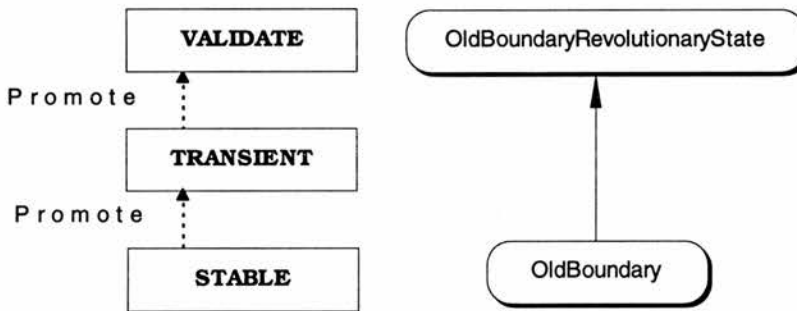 VALIDATE
OldBoundaryRevolutionaryState
Promote
TRANSIENT
Promote
STABLE
OldBoundary